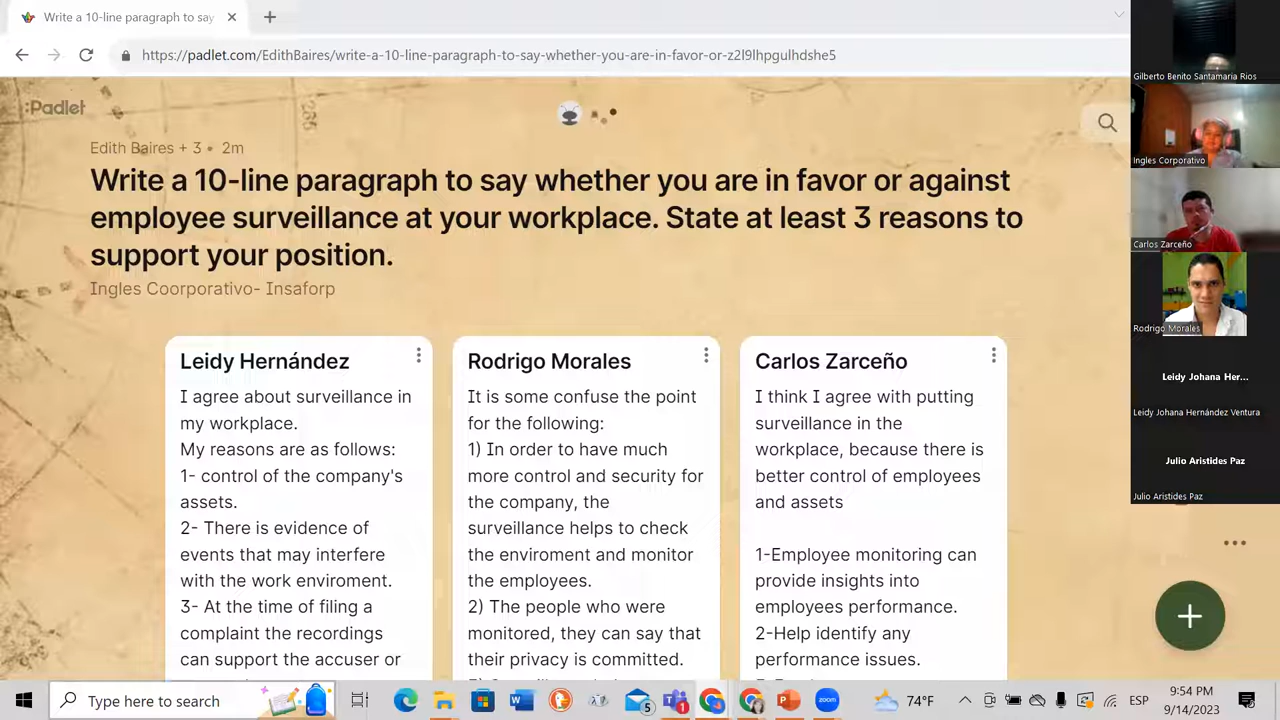 Write a 10-line paragraph to say
https://padlet.com/EdithBaires/write-a-10-line-paragraph-to-say-whether-you-are-in-favor-or-z2l9lhpgulhdshe5
:Padlet
Edith Baires + 3 • 2m
Write a 10-line paragraph to say whether you are in favor or against
employee surveillance at your workplace. State at least 3 reasons to
support your position.
Ingles Coorporativo- Insaforp
Leidy Hernández
I agree about surveillance in
my workplace.
My reasons are as follows:
1- control of the company's
assets.
2- There is evidence of
events that may interfere
with the work enviroment.
3- At the time of filing a
complaint the recordings
can support the accuser or
Rodrigo Morales
It is some confuse the point
for the following:
1) In order to have much
more control and security for
the company, the
surveillance helps to check
the enviroment and monitor
the employees.
2) The people who were
monitored, they can say that
their privacy is committed.
Carlos Zarceño
I think I agree with putting
surveillance in the
workplace, because there is
better control of employees
and assets
1-Employee monitoring can
provide insights into
employees performance.
2-Help identify any
performance issues.
Gilberto Benito Santamaria Rios
Ingles Corporativo
Carlos Zarceño
Rodrigo Morales
Leidy Johana Her...
Leidy Johana Hernández Ventura
Julio Aristides Paz
Julio Aristides Paz
Type here to search
5
1
zoom
74°F
ESP
9:54 PM
9/14/2023